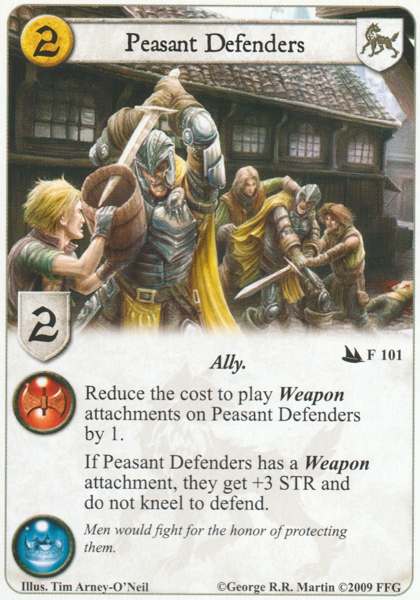 2
Peasant Defenders
2
Ally.
F 101
Reduce the cost to play Weapon
attachments on Peasant Defenders
by 1.
If Peasant Defenders has a Weapon
attachment, they get +3 STR and
do not kneel to defend.
Men would fight for the honor of protecting
them.
Illus. Tim Arney-O'Neil
©George R.R. Martin ©2009 FFG